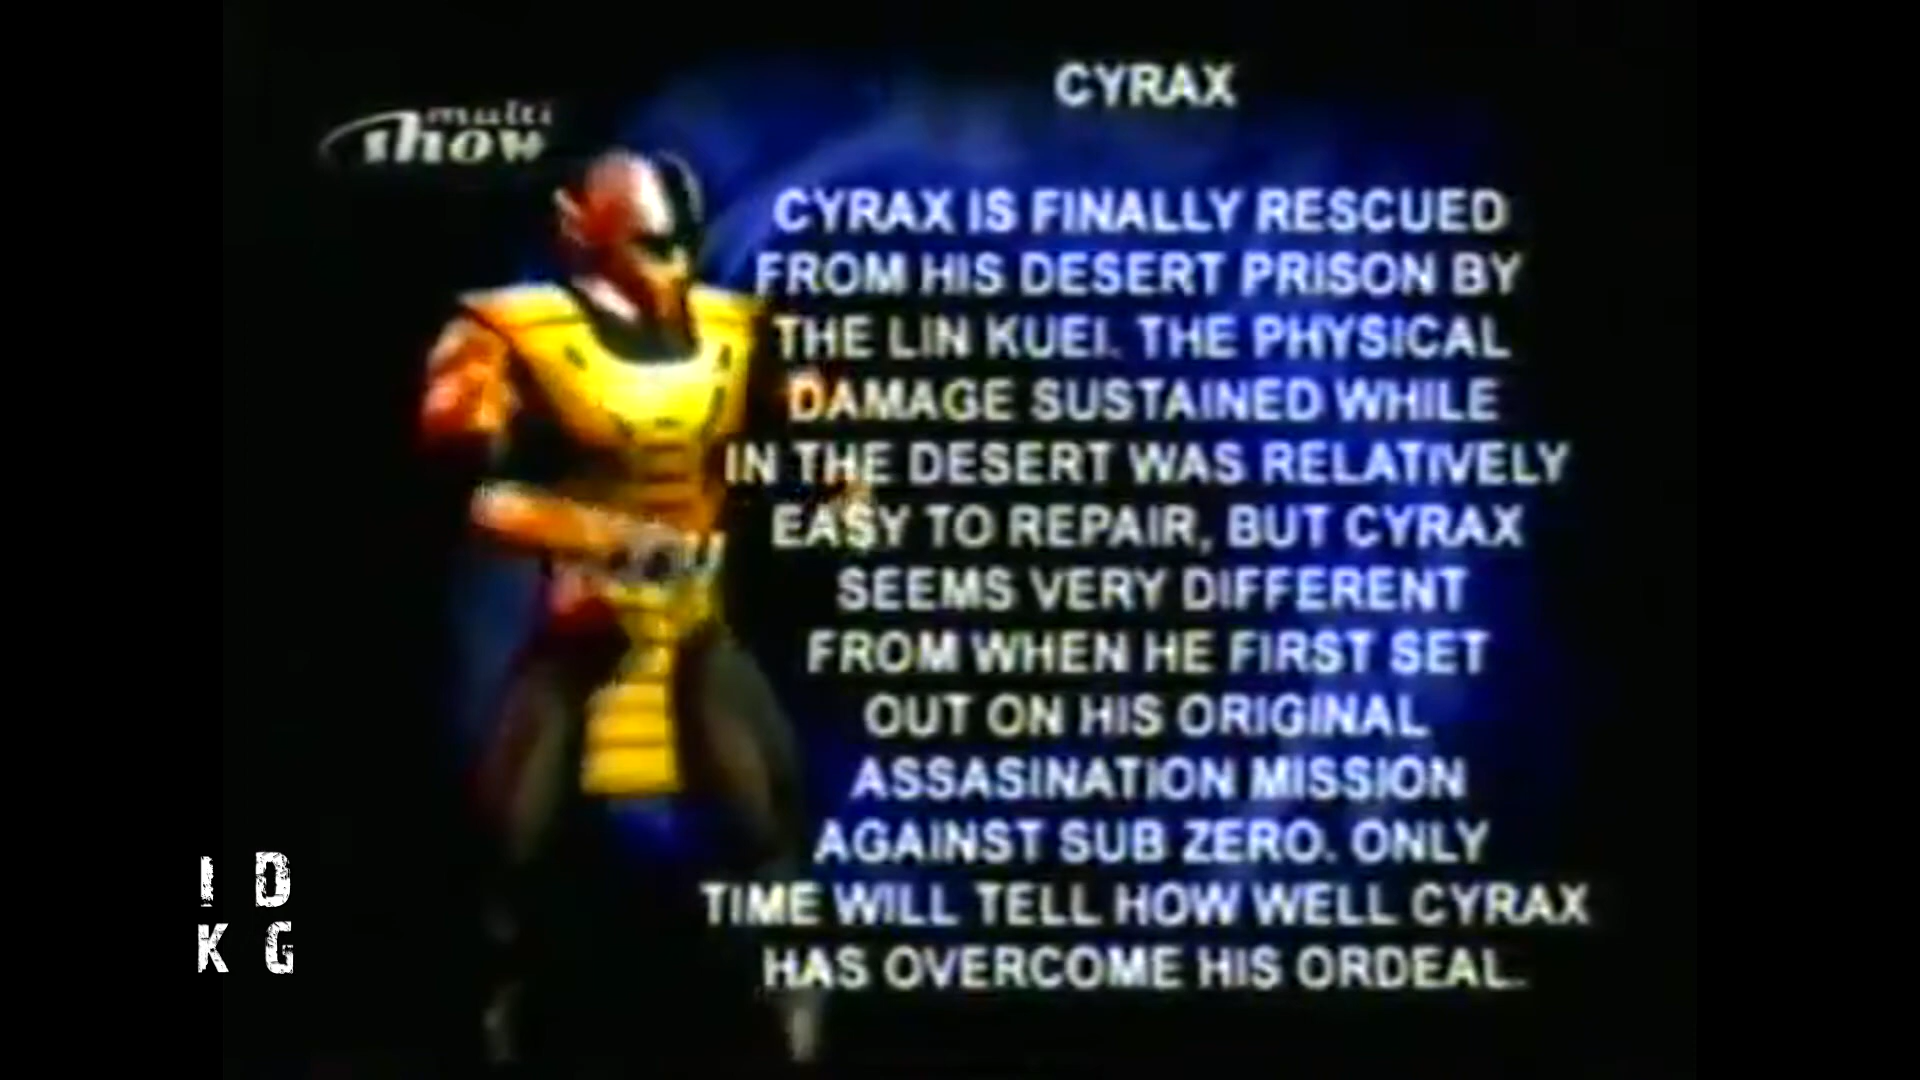 CYRAX
multi
show
CYRAX IS FINALLY RESCUED
FROM HIS DESERT PRISON BY
THE LIN KUEI. THE PHYSICAL
DAMAGE SUSTAINED WHILE
IN THE DESERT WAS RELATIVELY
EASY TO REPAIR, BUT CYRAX
SEEMS VERY DIFFERENT
FROM WHEN HE FIRST SET
OUT ON HIS ORIGINAL
ASSASINATION MISSION
AGAINST SUB ZERO. ONLY
TIME WILL TELL HOW WELL CYRAX
HAS OVERCOME HIS ORDEAL.
I D
K G